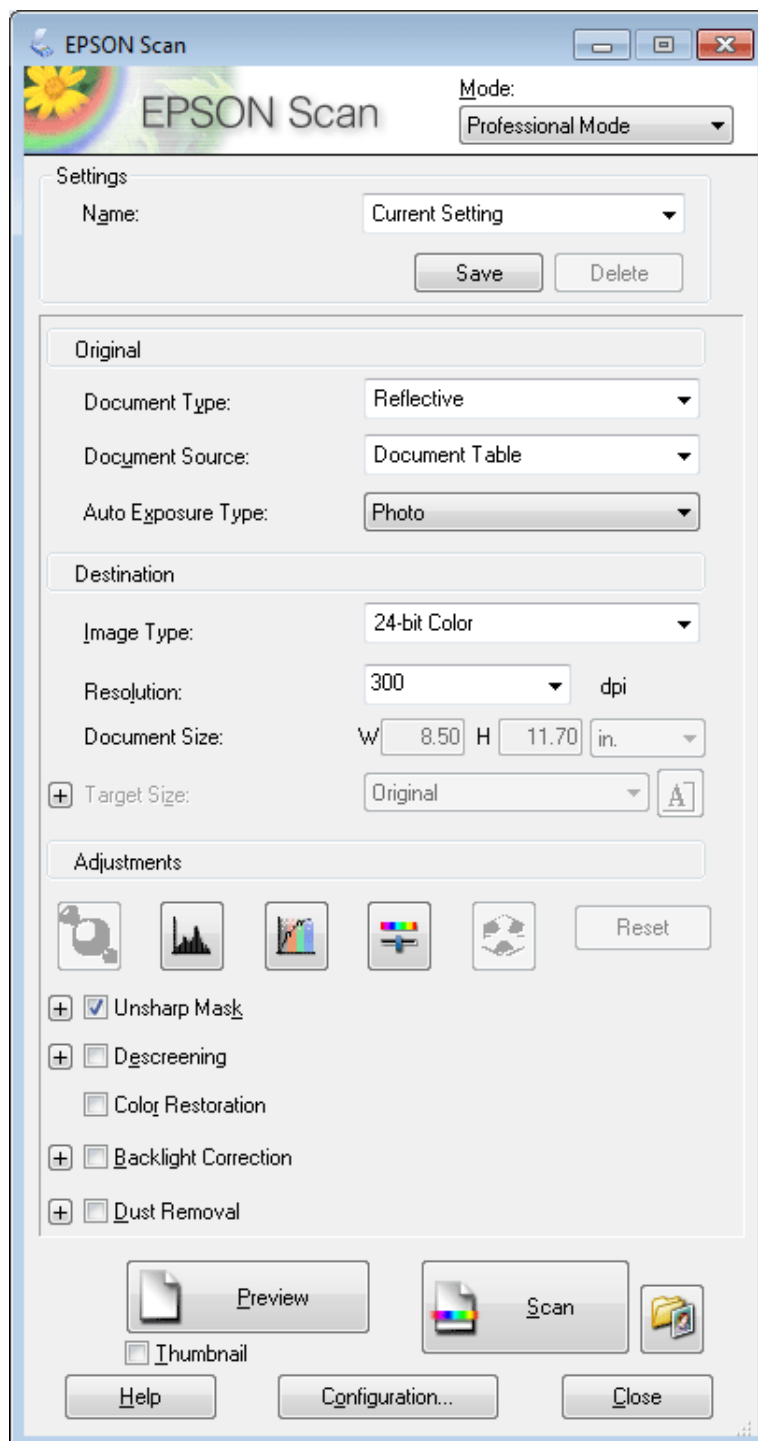 EPSON Scan
EPSON Scan
Mode:
Professional Mode
Settings
Name: Current Setting
Save Delete
Original
Document Type: Reflective
Document Source: Document Table
Auto Exposure Type: Photo
Destination
Image Type: 24-bit Color
Resolution: 300 dpi
Document Size: W 8.50 H 11.70 in.
Target Size: Original A
Adjustments
Reset
Unsharp Mask
Descreening
Color Restoration
Backlight Correction
Dust Removal
Preview Scan
Thumbnail
Help Configuration... Close